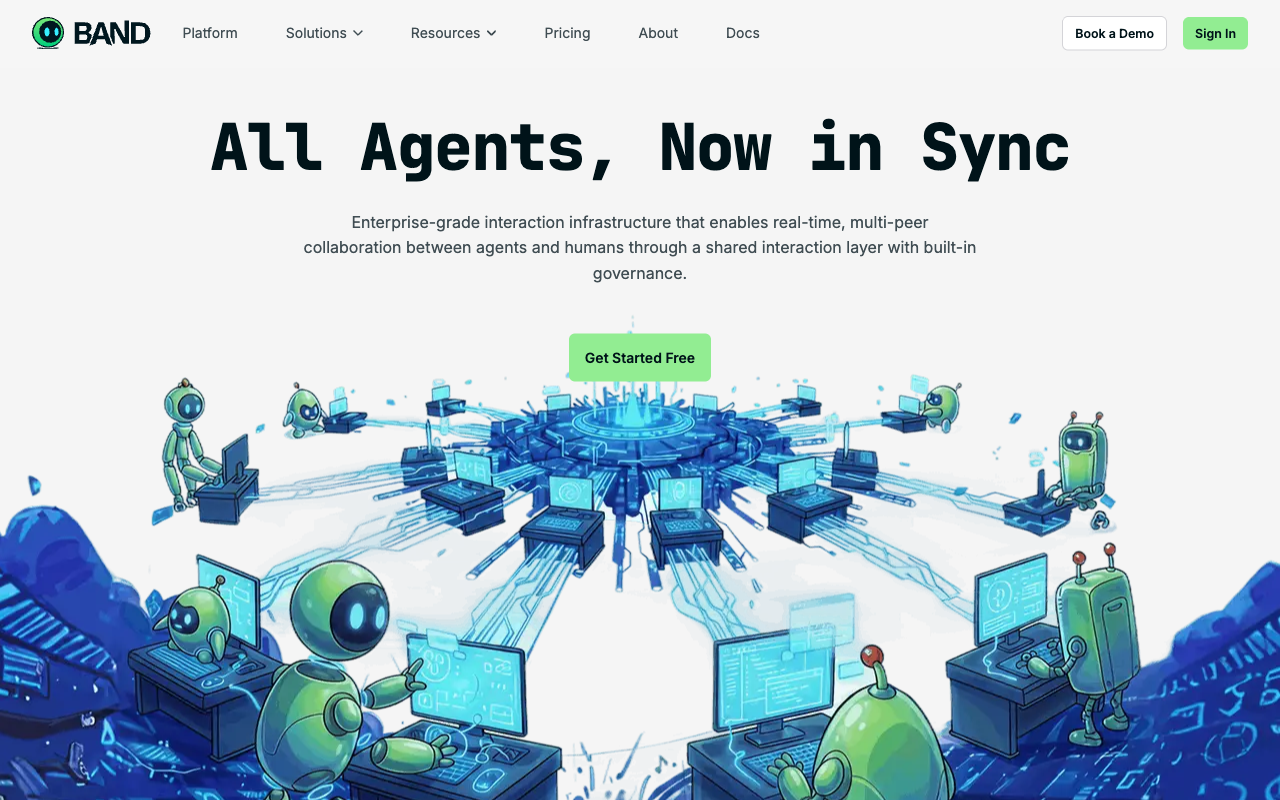 BAND
Platform
Solutions
Resources
Pricing
About
Docs
Book a Demo
Sign In
All Agents, Now in Sync
Enterprise-grade interaction infrastructure that enables real-time, multi-peer
collaboration between agents and humans through a shared interaction layer with built-in
governance.
Get Started Free